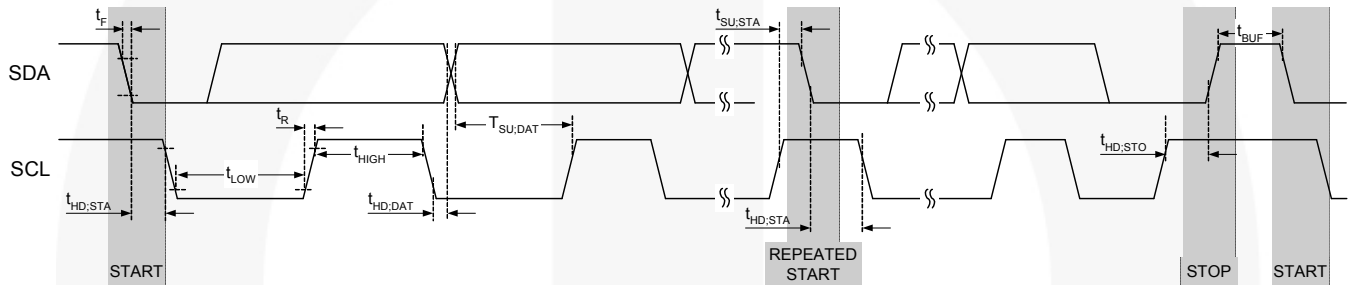 tF
tSU;STA
tBUF
SDA
tR
TSU;DAT
tHIGH
tHD;STO
SCL
tLOW
tHD;STA
tHD;DAT
tHD;STA
START
REPEATED
START
STOP
START